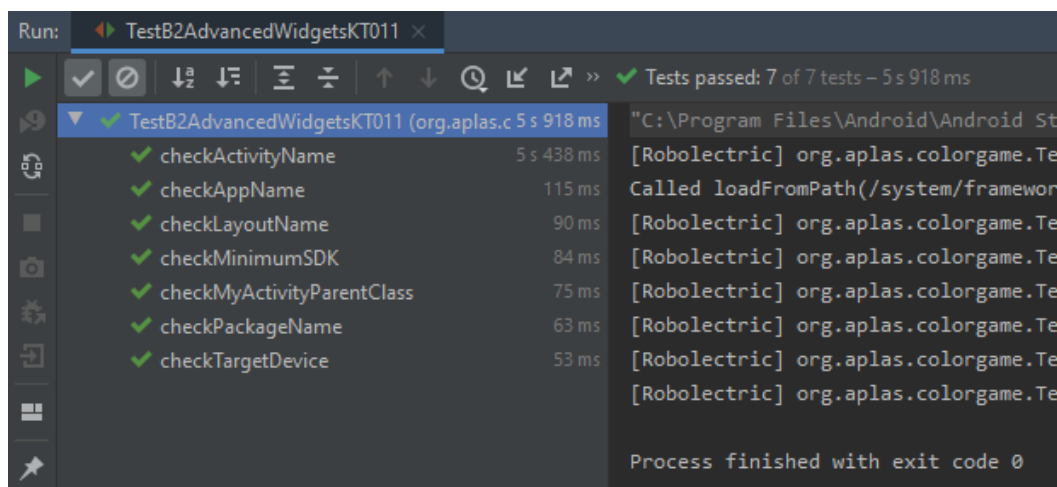 Run: TestB2AdvancedWidgetsKT011
Tests passed: 7 of 7 tests – 5 s 918 ms
TestB2AdvancedWidgetsKT011 (org.aplas.c 5 s 918 ms
checkActivityName 5 s 438 ms
checkAppName 115 ms
checkLayoutName 90 ms
checkMinimumSDK 84 ms
checkMyActivityParentClass 75 ms
checkPackageName 63 ms
checkTargetDevice 53 ms
"C:\Program Files\Android\Android St
[Robolectric] org.aplas.colorgame.Te
Called loadFromPath(/system/framewor
[Robolectric] org.aplas.colorgame.Te
[Robolectric] org.aplas.colorgame.Te
[Robolectric] org.aplas.colorgame.Te
[Robolectric] org.aplas.colorgame.Te
[Robolectric] org.aplas.colorgame.Te
[Robolectric] org.aplas.colorgame.Te
Process finished with exit code 0